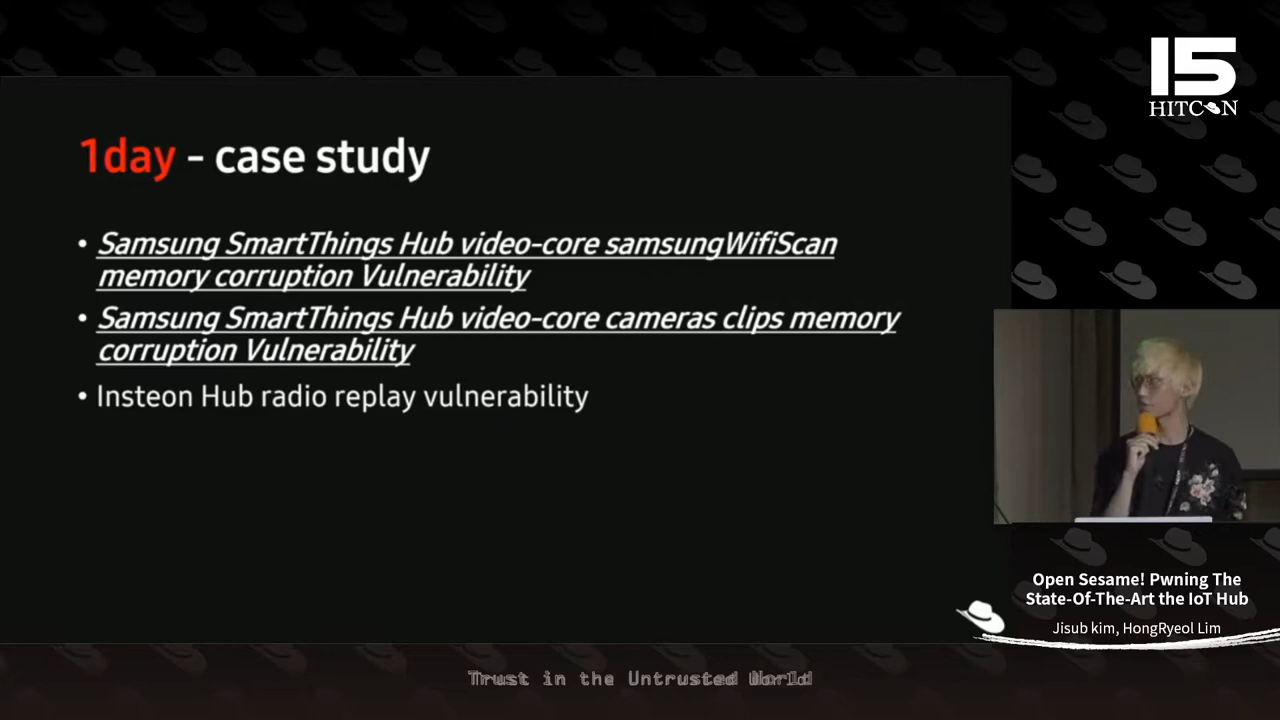 15
HITCON
1day - case study
• Samsung SmartThings Hub video-core samsungWifiScan
memory corruption Vulnerability
• Samsung SmartThings Hub video-core cameras clips memory
corruption Vulnerability
• Insteon Hub radio replay vulnerability
Open Sesame! Pwning The
State-Of-The-Art the IoT Hub
Jisub kim, HongRyeol Lim
Trust in the Untrusted World